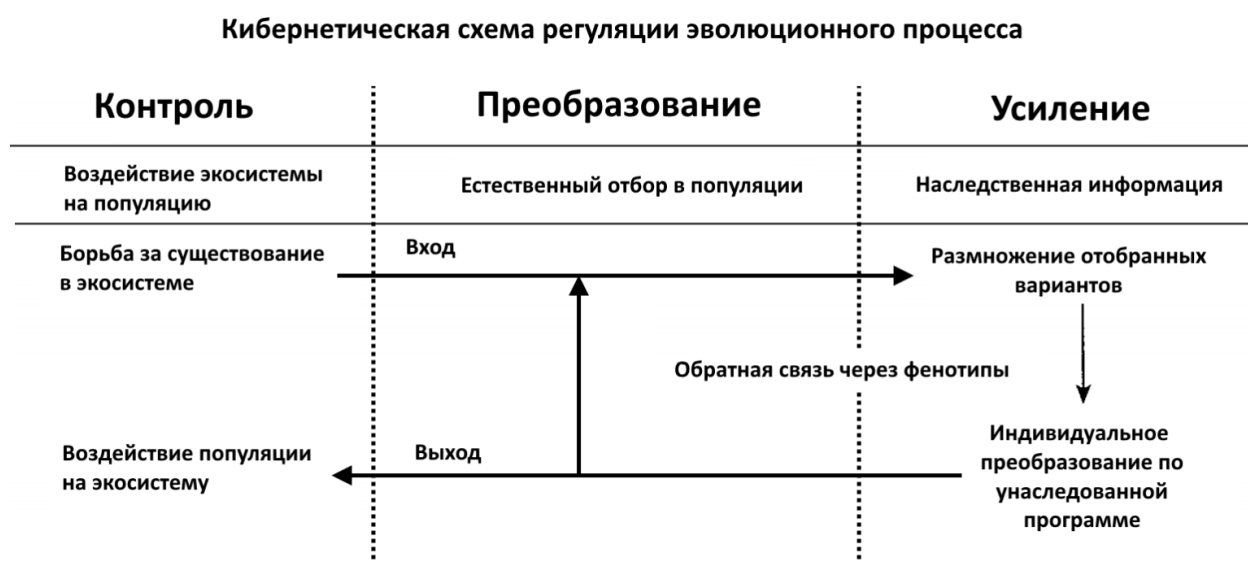 Кибернетическая схема регуляции эволюционного процесса
Контроль
Преобразование
Усиление
Воздействие экосистемы
на популяцию
Естественный отбор в популяции
Наследственная информация
Борьба за существование
в экосистеме
Вход
Размножение отобранных
вариантов
Обратная связь через фенотипы
Воздействие популяции
на экосистему
Выход
Индивидуальное
преобразование по
унаследованной
программе